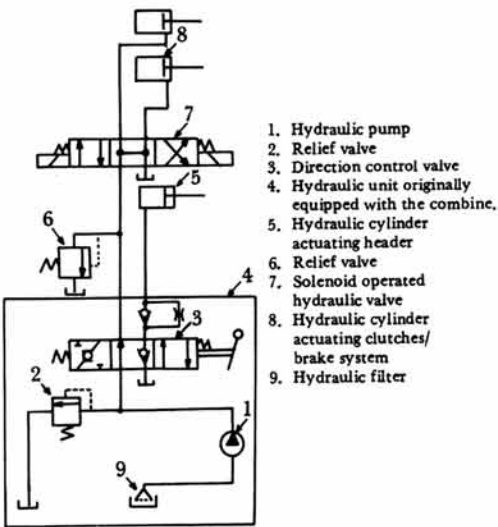 8
7
5
6
4
3
2
1
9
1. Hydraulic pump
2. Relief valve
3. Direction control valve
4. Hydraulic unit originally
equipped with the combine.
5. Hydraulic cylinder
actuating header
6. Relief valve
7. Solenoid operated
hydraulic valve
8. Hydraulic cylinder
actuating clutches/
brake system
9. Hydraulic filter